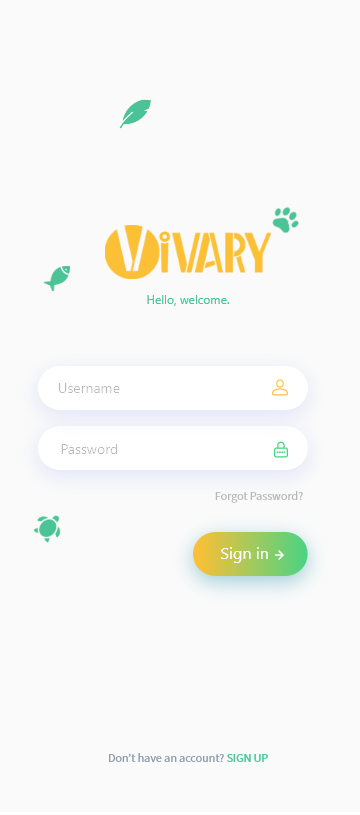 ViVARY
Hello, welcome.
Username
Password
Forgot Password?
Sign in →
Don't have an account? SIGN UP